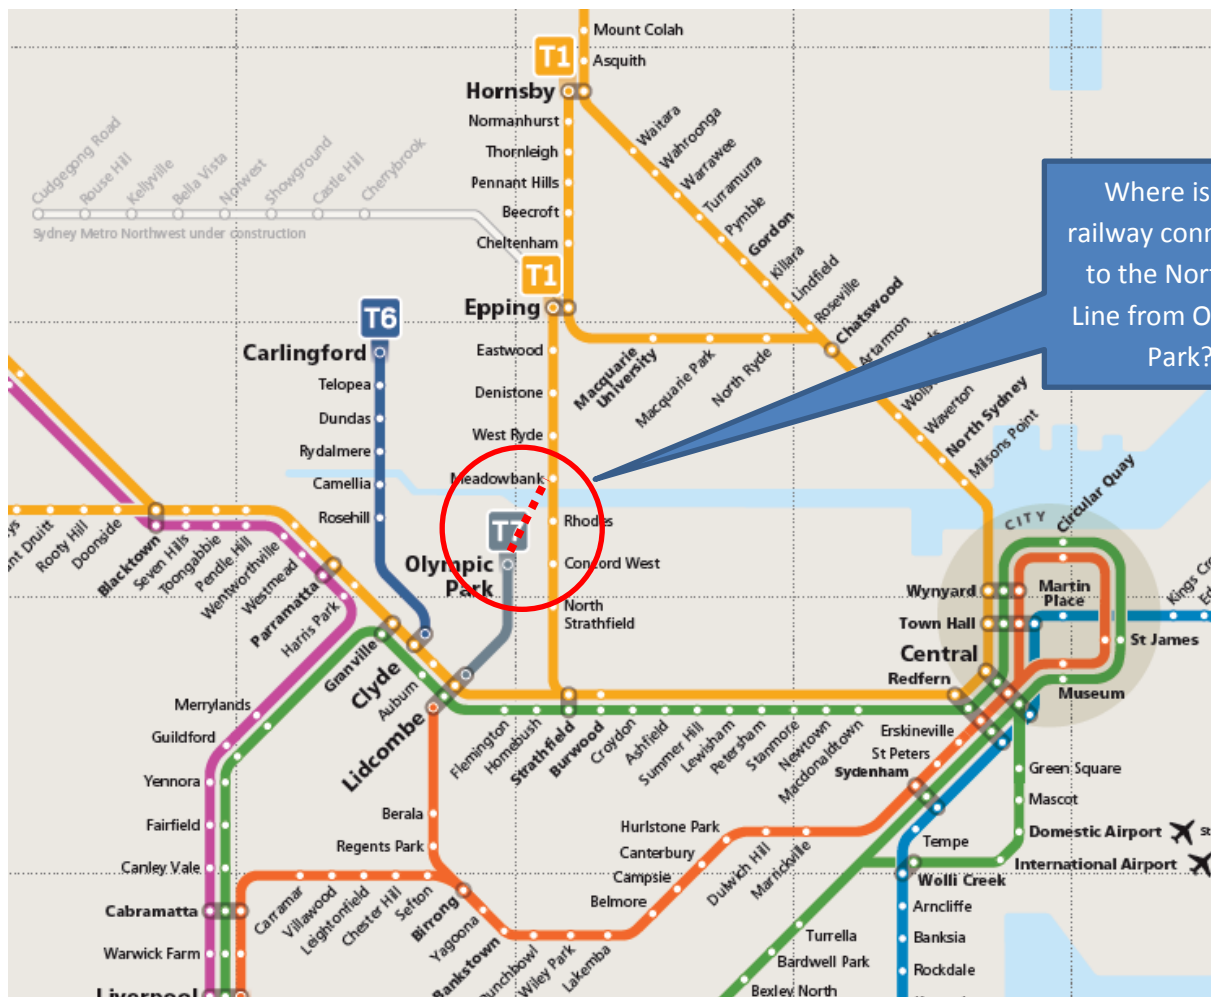 Mount Colah
T1
Asquith
Hornsby
Normanhurst
Thornleigh
Pennant Hills
Beecroft
Cheltenham
T1
Epping
Waitara
Wahroonga
Warrawee
Turramurra
Pymble
Gordon
Killara
Lindfield
Roseville
Chatswood
Artarmon
Waverton
North Sydney
Milsons Point
Where is
railway
to the
Line from
Park?
Cudgegong Road
Rouse Hill
Kellyville
Bella Vista
Norwest
Showground
Castle Hill
Cherrybrook
Sydney Metro Northwest under construction
T6
Carlingford
Telopea
Dundas
Rydalmere
Camellia
Rosehill
Eastwood
Denistone
West Ryde
Meadowbank
Rhodes
Concord West
North
Strathfield
Macquarie
University
Macquarie Park
North Ryde
T7
Olympic
Park
Druitt
Rooty Hill
Doonside
Blacktown
Seven Hills
Toongabbie
Pendle Hill
Wentworthville
Westmead
Parramatta
Harris Park
Granville
Clyde
Auburn
Lidcombe
Merrylands
Guildford
Yennora
Fairfield
Canley Vale
Cabramatta
Warwick Farm
Liverpool
Flemington
Homebush
Strathfield
Burwood
Croydon
Ashfield
Summer Hill
Lewisham
Petersham
Stanmore
Newtown
Macdonaldtown
CITY
Circular Quay
Wynyard
Martin
Place
Town Hall
St James
Central
Redfern
Museum
Kings
Erskineville
St Peters
Sydenham
Green Square
Mascot
Domestic Airport
International Airport
Tempe
Wolli Creek
Arncliffe
Banksia
Rockdale
Berala
Regents Park
Carramar
Villawood
Leightonfield
Chester Hill
Sefton
Birrong
Yagoona
Bankstown
Punchbowl
Wiley Park
Lakemba
Belmore
Campsie
Canterbury
Hurlstone Park
Dulwich Hill
Marrickville
Turrella
Bardwell Park
Bexley North